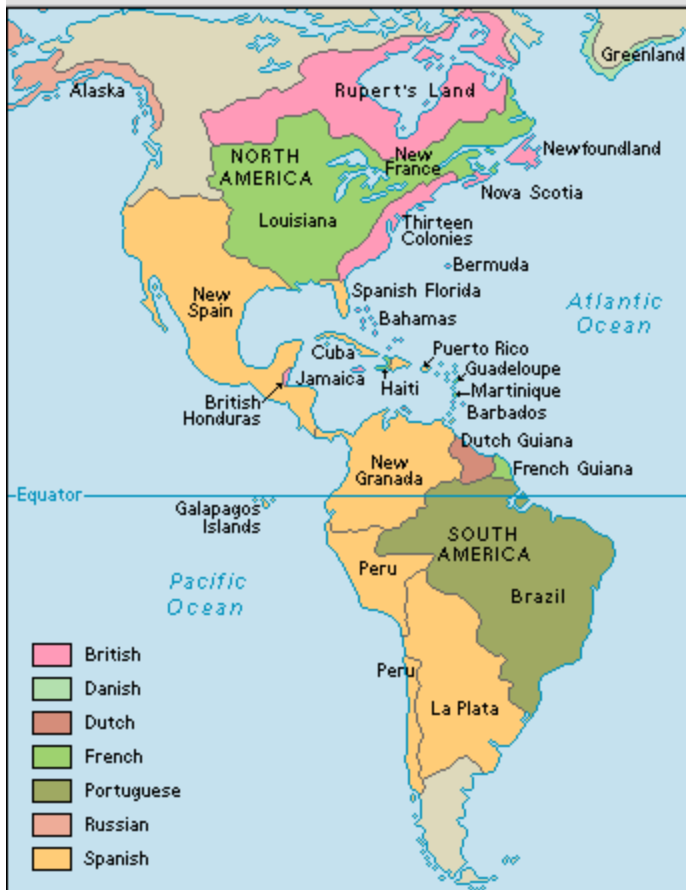 Greenland
Alaska
Rupert's Land
Newfoundland
NORTH
AMERICA
New
France
Nova Scotia
Louisiana
Thirteen
Colonies
Bermuda
New
Spain
Spanish Florida
Atlantic
Ocean
Bahamas
Cuba
Puerto Rico
Guadeloupe
Jamaica
Haiti
Martinique
British
Honduras
Barbados
Dutch Guiana
New
Granada
French Guiana
Equator
Galapagos
Islands
SOUTH
AMERICA
Peru
Pacific
Ocean
Brazil
Peru
La Plata
British
Danish
Dutch
French
Portuguese
Russian
Spanish